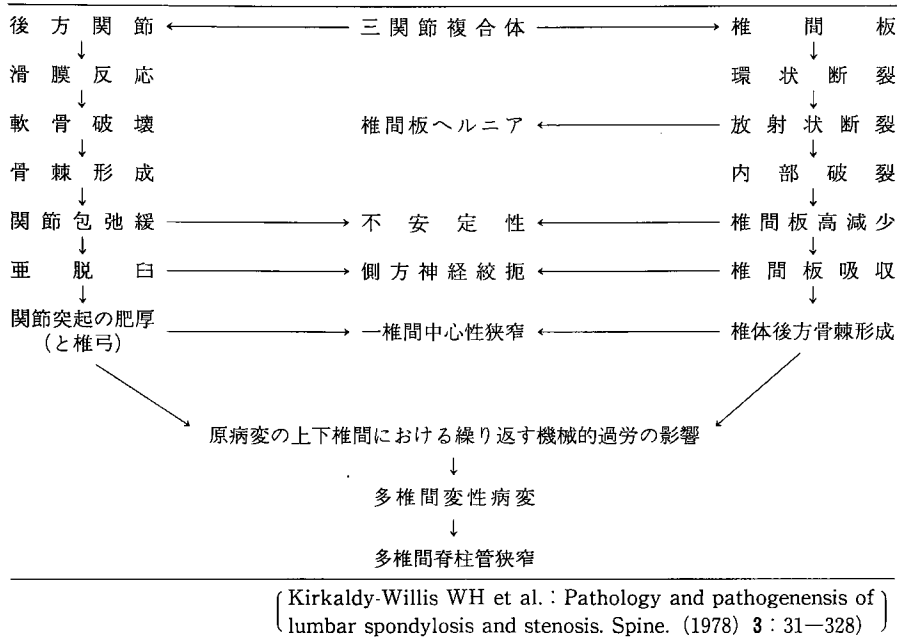 後方関節 ← 三関節複合体 → 椎間板
↓ ↓
滑膜反応 環状断裂
↓ ↓
軟骨破壊 椎間板ヘルニア ← 放射状断裂
↓ ↓
骨棘形成 内部破裂
↓ ↓
関節包弛緩 → 不安定性 ← 椎間板高減少
↓ ↓
亜脱臼 → 側方神経絞扼 ← 椎間板吸収
↓ ↓
関節突起の肥厚 → 一椎間中心性狭窄 ← 椎体後方骨棘形成
(と椎弓)
原病変の上下椎間における繰り返す機械的過労の影響
↓
多椎間変性病変
↓
多椎間脊柱管狭窄
Kirkaldy-Willis WH et al.：Pathology and pathogenensis of
lumbar spondylosis and stenosis. Spine. (1978) 3：31—328)